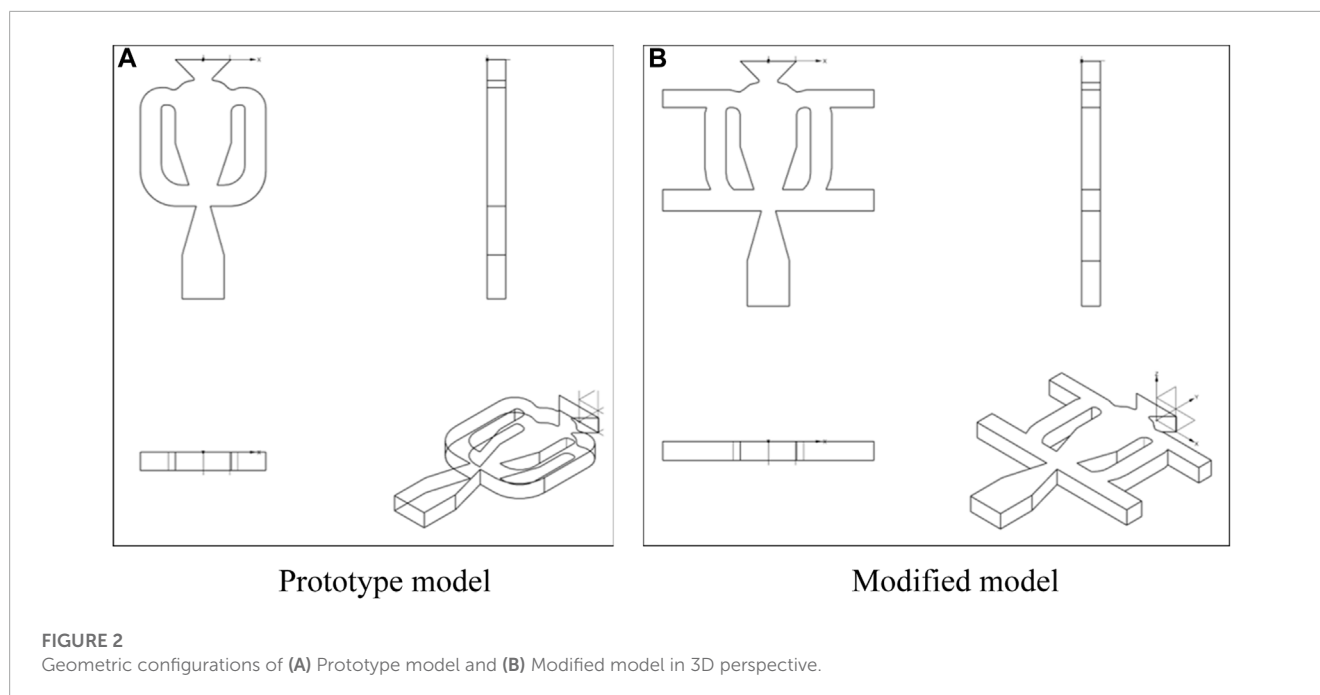 A
B
X
X
X
X
Z
Y
X
Prototype model
Modified model
FIGURE 2
Geometric configurations of (A) Prototype model and (B) Modified model in 3D perspective.